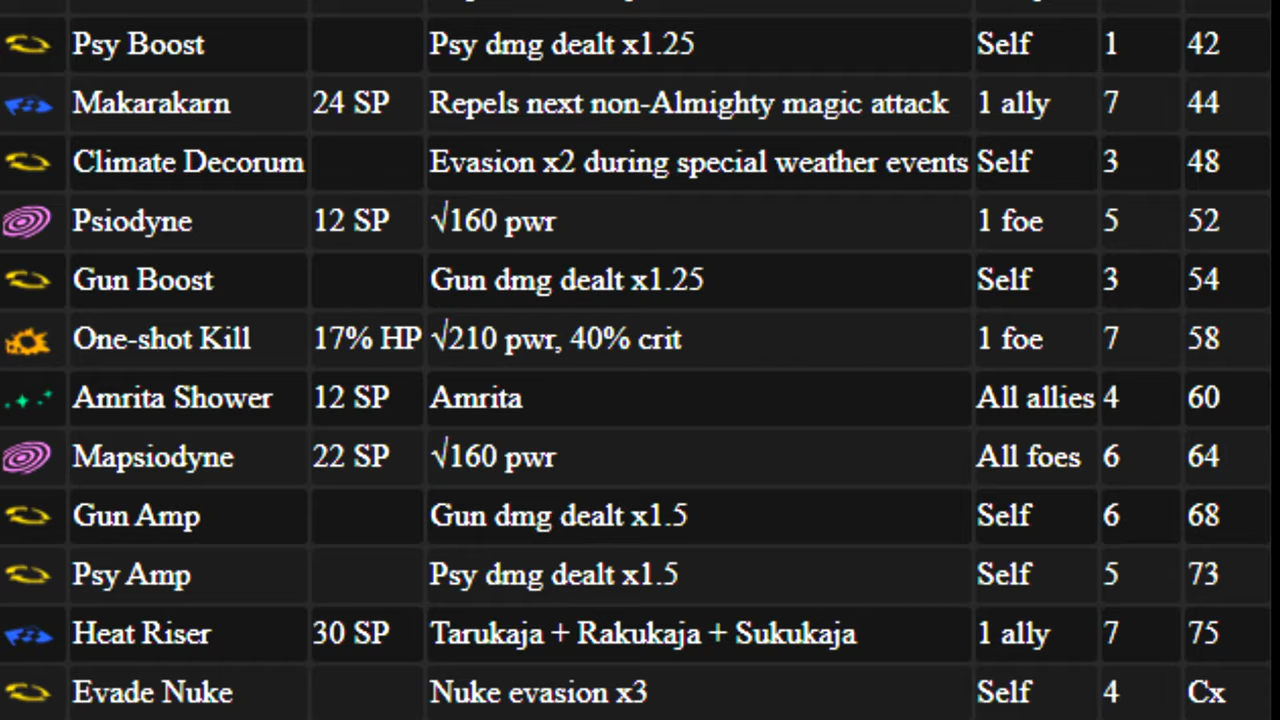 Psy Boost Psy dmg dealt x1.25 Self 1 42
Makarakarn 24 SP Repels next non-Almighty magic attack 1 ally 7 44
Climate Decorum Evasion x2 during special weather events Self 3 48
Psiodyne 12 SP √160 pwr 1 foe 5 52
Gun Boost Gun dmg dealt x1.25 Self 3 54
One-shot Kill 17% HP √210 pwr, 40% crit 1 foe 7 58
Amrita Shower 12 SP Amrita All allies 4 60
Mapsiodyne 22 SP √160 pwr All foes 6 64
Gun Amp Gun dmg dealt x1.5 Self 6 68
Psy Amp Psy dmg dealt x1.5 Self 5 73
Heat Riser 30 SP Tarukaja + Rakukaja + Sukukaja 1 ally 7 75
Evade Nuke Nuke evasion x3 Self 4 Cx